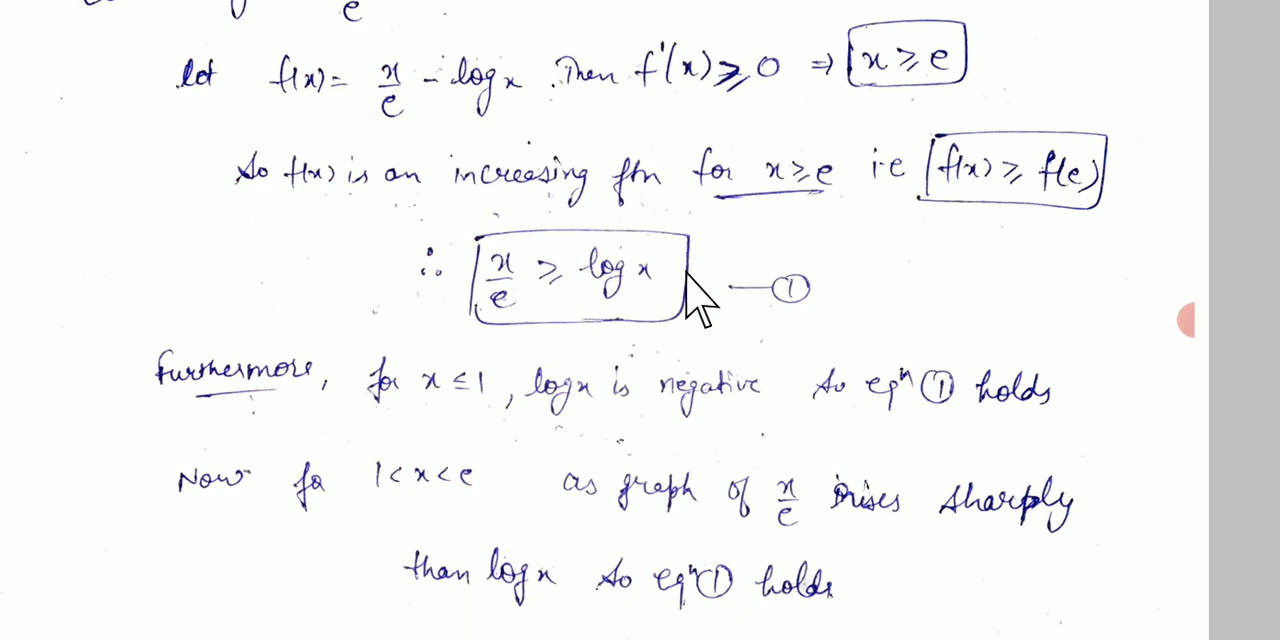 e
let f(x) = x/e - log x . Then f'(x) ≥ 0 ⇒ x ≥ e
So f(x) is an increasing ftn for x ≥ e i e f(x) ≥ f(e)
∴ x/e ≥ log x — ①
Furthermore, for x ≤ 1 , log x is negative So eqⁿ ① holds
Now for 1 < x < e as graph of x/e rises sharply
than log x So eqⁿ ① holds